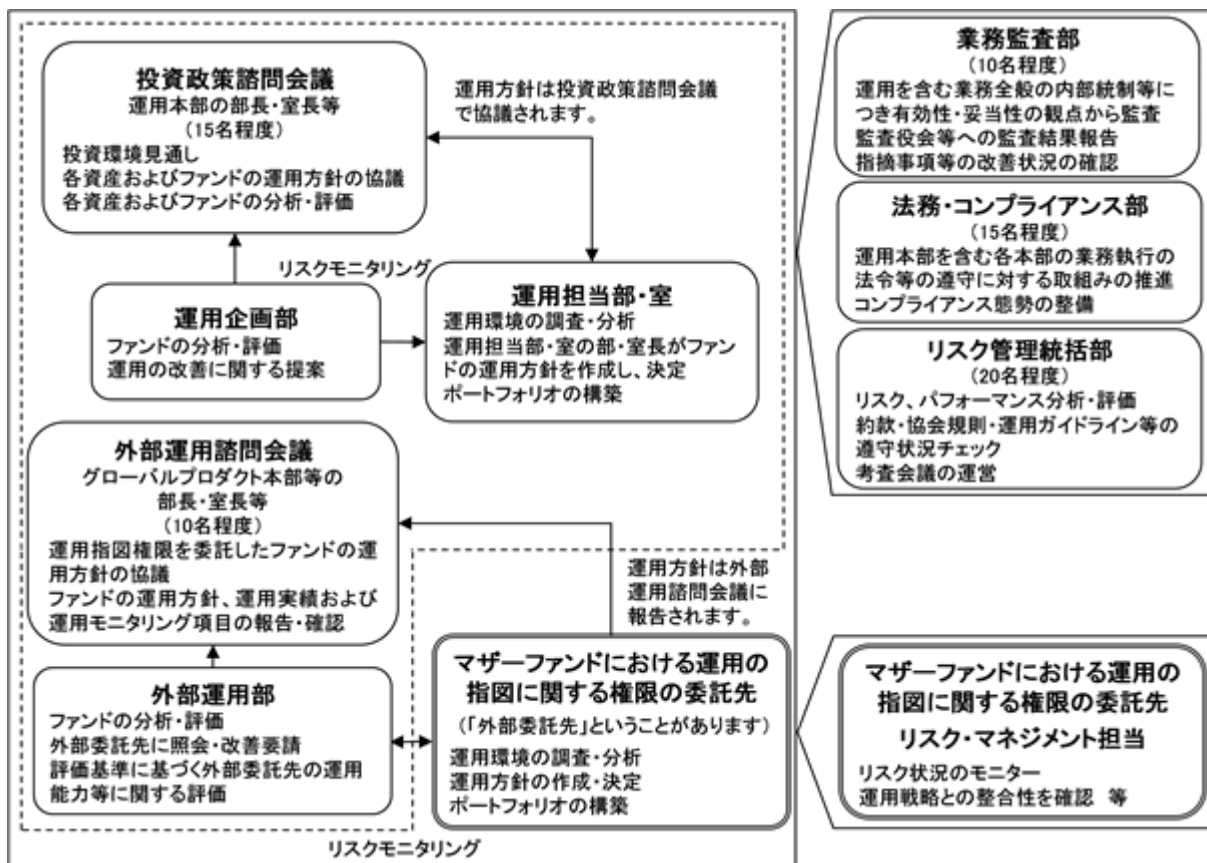 投資政策諮問会議
運用本部の部長・室長等
(15名程度)
投資環境見通し
各資産およびファンドの運用方針の協議
各資産およびファンドの分析・評価
運用方針は投資政策諮問会議
で協議されます。
リスクモニタリング
運用企画部
ファンドの分析・評価
運用の改善に関する提案
運用担当部・室
運用環境の調査・分析
運用担当部・室の部・室長がファン
ドの運用方針を作成し、決定
ポートフォリオの構築
外部運用諮問会議
グローバルプロダクト本部等の
部長・室長等
(10名程度)
運用指図権限を委託したファンドの運
用方針の協議
ファンドの運用方針、運用実績および
運用モニタリング項目の報告・確認
運用方針は外部
運用諮問会議に
報告されます。
外部運用部
ファンドの分析・評価
外部委託先に照会・改善要請
評価基準に基づく外部委託先の運用
能力等に関する評価
マザーファンドにおける運用の
指図に関する権限の委託先
(「外部委託先」ということがあります)
運用環境の調査・分析
運用方針の作成・決定
ポートフォリオの構築
リスクモニタリング
業務監査部
(10名程度)
運用を含む業務全般の内部統制等に
つき有効性・妥当性の観点から監査
監査役会等への監査結果報告
指摘事項等の改善状況の確認
法務・コンプライアンス部
(15名程度)
運用本部を含む各本部の業務執行の
法令等の遵守に対する取組みの推進
コンプライアンス態勢の整備
リスク管理統括部
(20名程度)
リスク、パフォーマンス分析・評価
約款・協会規則・運用ガイドライン等の
遵守状況チェック
考査会議の運営
マザーファンドにおける運用の
指図に関する権限の委託先
リスク・マネジメント担当
リスク状況のモニター
運用戦略との整合性を確認 等